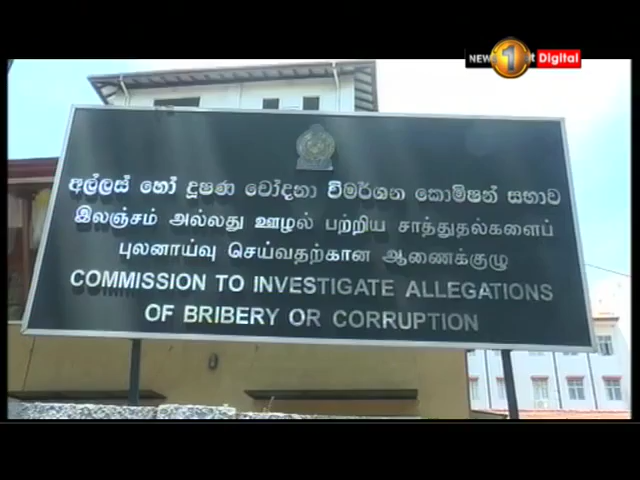 NEWS 1st Digital
අල්ලස් හෝ දූෂණ චෝදනා විමර්ශන කොමිෂන් සභාව
இலஞ்சம் அல்லது ஊழல் பற்றிய சாத்துதல்களைப்
புலனாய்வு செய்வதற்கான ஆணைக்குழு
COMMISSION TO INVESTIGATE ALLEGATIONS
OF BRIBERY OR CORRUPTION